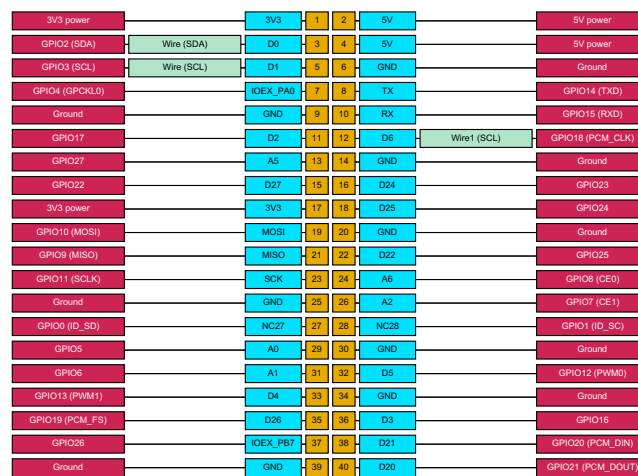 3V3 power 3V3 1 2 5V 5V power
GPIO2 (SDA) Wire (SDA) D0 3 4 5V 5V power
GPIO3 (SCL) Wire (SCL) D1 5 6 GND Ground
GPIO4 (GPCKL0) IOEX_PA0 7 8 TX GPIO14 (TXD)
Ground GND 9 10 RX GPIO15 (RXD)
GPIO17 D2 11 12 D6 Wire1 (SCL) GPIO18 (PCM_CLK)
GPIO27 A5 13 14 GND Ground
GPIO22 D27 15 16 D24 GPIO23
3V3 power 3V3 17 18 D25 GPIO24
GPIO10 (MOSI) MOSI 19 20 GND Ground
GPIO9 (MISO) MISO 21 22 D22 GPIO25
GPIO11 (SCLK) SCK 23 24 A6 GPIO8 (CE0)
Ground GND 25 26 A2 GPIO7 (CE1)
GPIO0 (ID_SD) NC27 27 28 NC28 GPIO1 (ID_SC)
GPIO5 A0 29 30 GND Ground
GPIO6 A1 31 32 D5 GPIO12 (PWM0)
GPIO13 (PWM1) D4 33 34 GND Ground
GPIO19 (PCM_FS) D26 35 36 D3 GPIO16
GPIO26 IOEX_PB7 37 38 D21 GPIO20 (PCM_DIN)
Ground GND 39 40 D20 GPIO21 (PCM_DOUT)